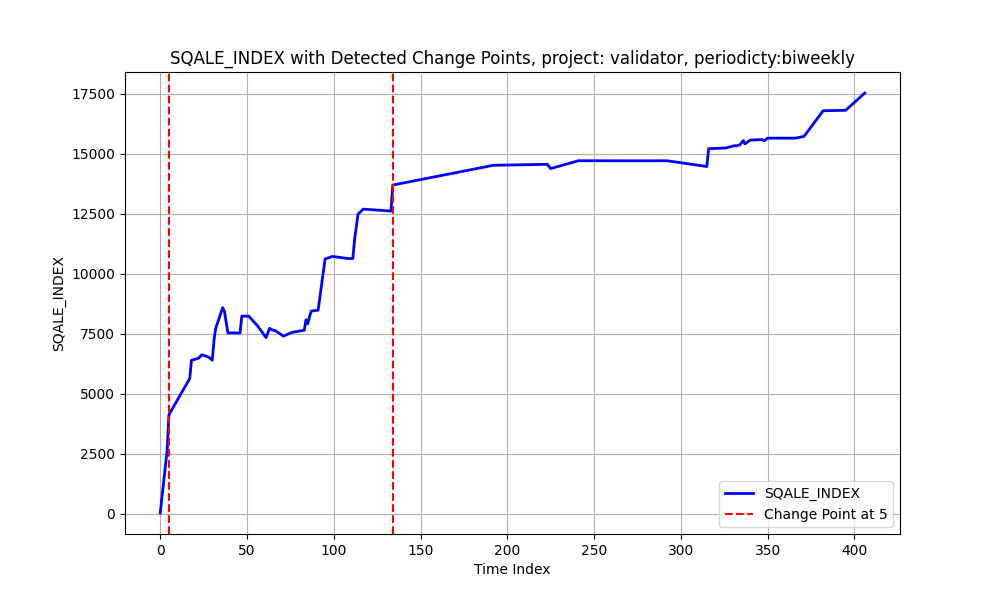 SQALE_INDEX with Detected Change Points, project: validator, periodicty:biweekly
17500
15000
12500
10000
7500
5000
2500
0
SQALE_INDEX
0 50 100 150 200 250 300 350 400
Time Index
SQALE_INDEX
Change Point at 5